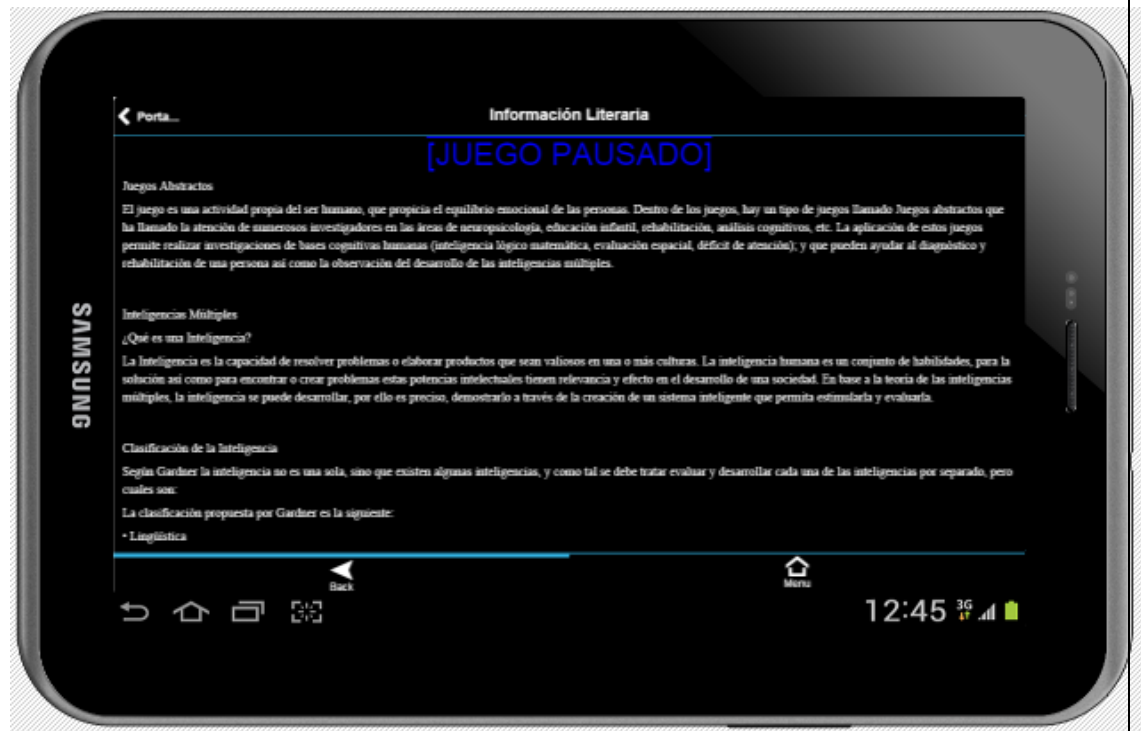 Porta...
Información Literaria
[JUEGO PAUSADO]
Juegos Abstractos
El juego es una actividad propia del ser humano, que propicia el equilibrio emocional de las personas. Dentro de los juegos, hay un tipo de juegos llamado Juegos abstractos que
ha llamado la atención de numerosos investigadores en las áreas de neuropsicología, educación infantil, rehabilitación, análisis cognitivos, etc. La aplicación de estos juegos
permite realizar investigaciones de bases cognitivas humanas (inteligencia lógico matemática, evaluación espacial, déficit de atención); y que pueden ayudar al diagnóstico y
rehabilitación de una persona así como la observación del desarrollo de las inteligencias múltiples.
Inteligencias Múltiples
¿Qué es una Inteligencia?
La Inteligencia es la capacidad de resolver problemas o elaborar productos que sean valiosos en una o más culturas. La inteligencia humana es un conjunto de habilidades, para la
solución así como para encontrar o crear problemas estas potencias intelectuales tienen relevancia y efecto en el desarrollo de una sociedad. En base a la teoría de las inteligencias
múltiples, la inteligencia se puede desarrollar, por ello es preciso, demostrarlo a través de la creación de un sistema inteligente que permita estimularla y evaluarla.
Clasificación de la Inteligencia
Según Gardner la inteligencia no es una sola, sino que existen algunas inteligencias, y como tal se debe tratar evaluar y desarrollar cada una de las inteligencias por separado, pero
cuales son:
La clasificación propuesta por Gardner es la siguiente:
• Lingüística
Back
Menu
12:45 3G
SAMSUNG